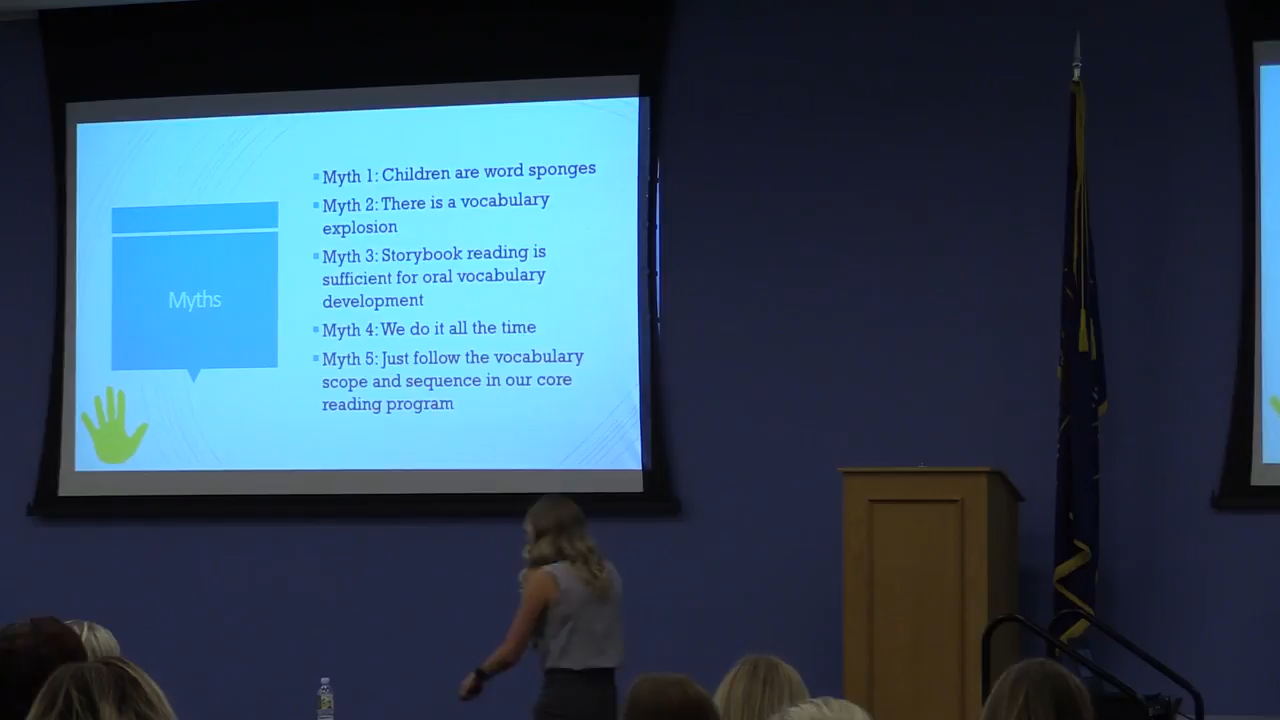 Myths
Myth 1: Children are word sponges
Myth 2: There is a vocabulary
explosion
Myth 3: Storybook reading is
sufficient for oral vocabulary
development
Myth 4: We do it all the time
Myth 5: Just follow the vocabulary
scope and sequence in our core
reading program